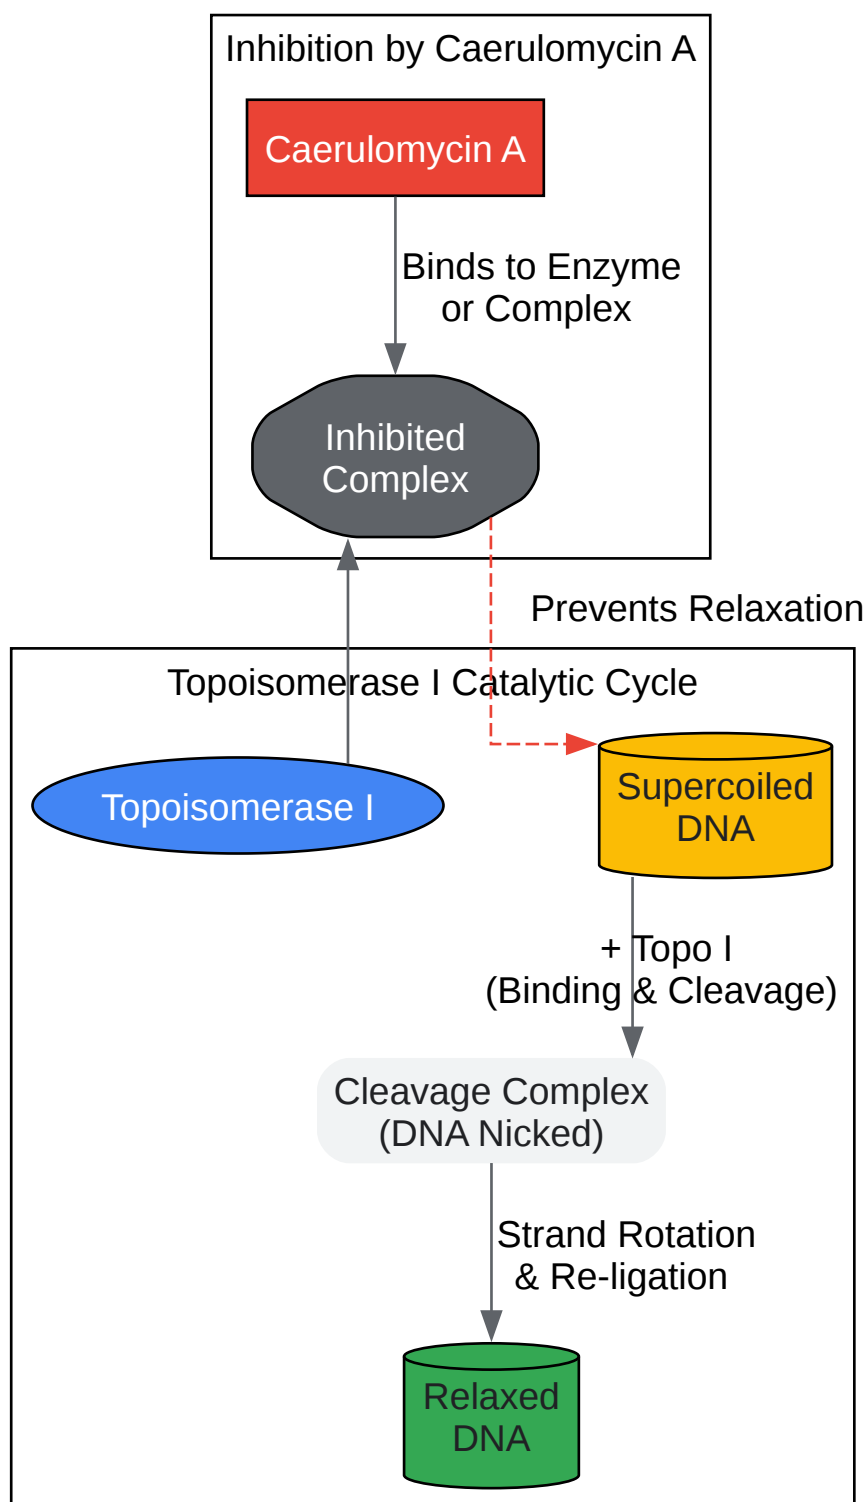 Inhibition by Caerulomycin A
Caerulomycin A
Binds to Enzyme
or Complex
Inhibited
Complex
Prevents Relaxation
Topoisomerase I Catalytic Cycle
Topoisomerase I
Supercoiled
DNA
+ Topo I
(Binding & Cleavage)
Cleavage Complex
(DNA Nicked)
Strand Rotation
& Re-ligation
Relaxed
DNA